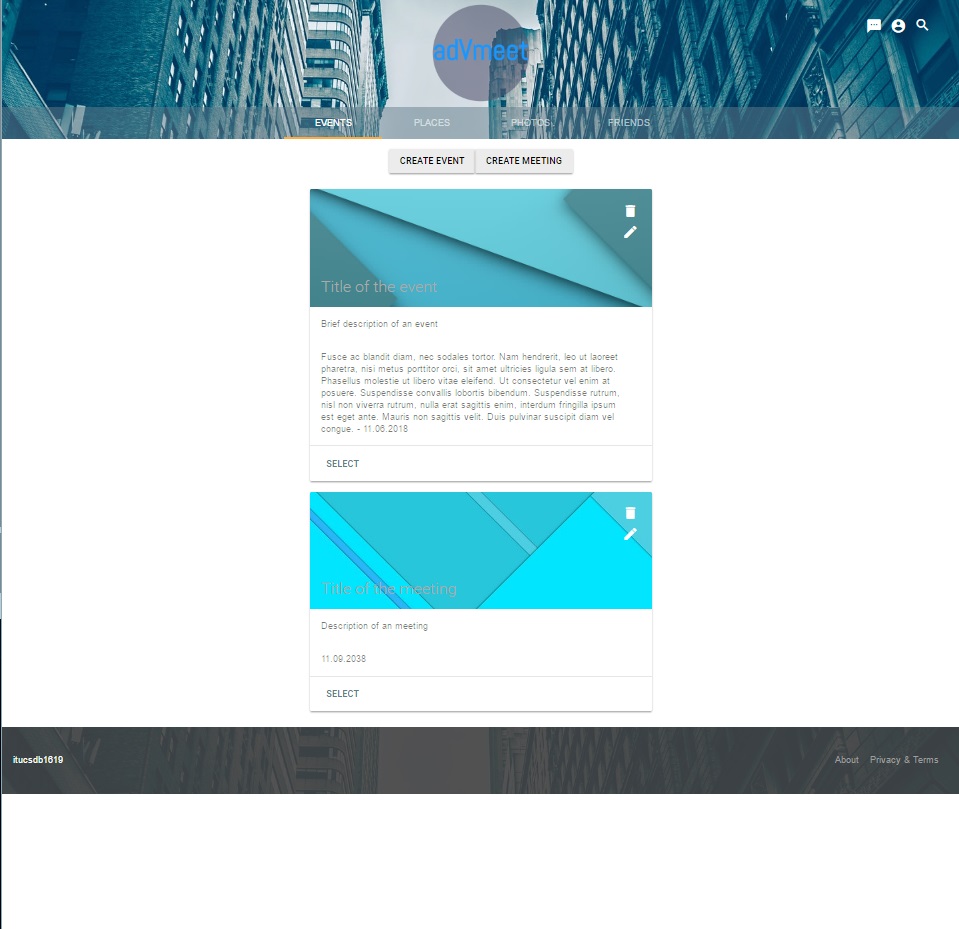 adVmeet
EVENTS PLACES PHOTOS FRIENDS
CREATE EVENT CREATE MEETING
Title of the event
Brief description of an event
Fusce ac blandit diam, nec sodales tortor. Nam hendrerit, leo ut laoreet
pharetra, nisi metus porttitor orci, sit amet ultricies ligula sem at libero.
Phasellus molestie ut libero vitae eleifend. Ut consectetur vel enim at
posuere. Suspendisse convallis lobortis bibendum. Suspendisse rutrum,
nisl non viverra rutrum, nulla erat sagittis enim, interdum fringilla ipsum
est eget ante. Mauris non sagittis velit. Duis pulvinar suscipit diam vel
congue. - 11.06.2018
SELECT
Title of the meeting
Description of an meeting
11.09.2038
SELECT
itucsdb1619 About Privacy & Terms